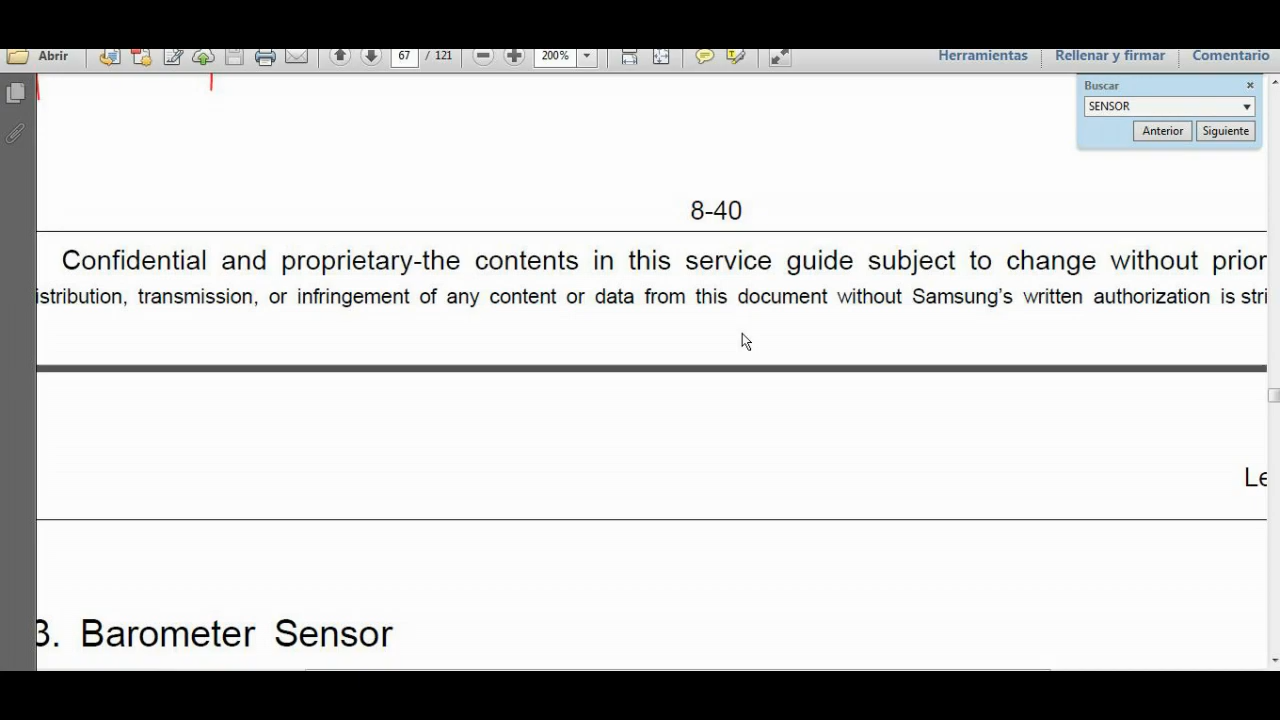 Abrir
67 / 121
200%
Herramientas
Rellenar y firmar
Comentario
Buscar
SENSOR
Anterior
Siguiente
8-40
Confidential and proprietary-the contents in this service guide subject to change without prior
istribution, transmission, or infringement of any content or data from this document without Samsung's written authorization is stri
Le
3. Barometer Sensor